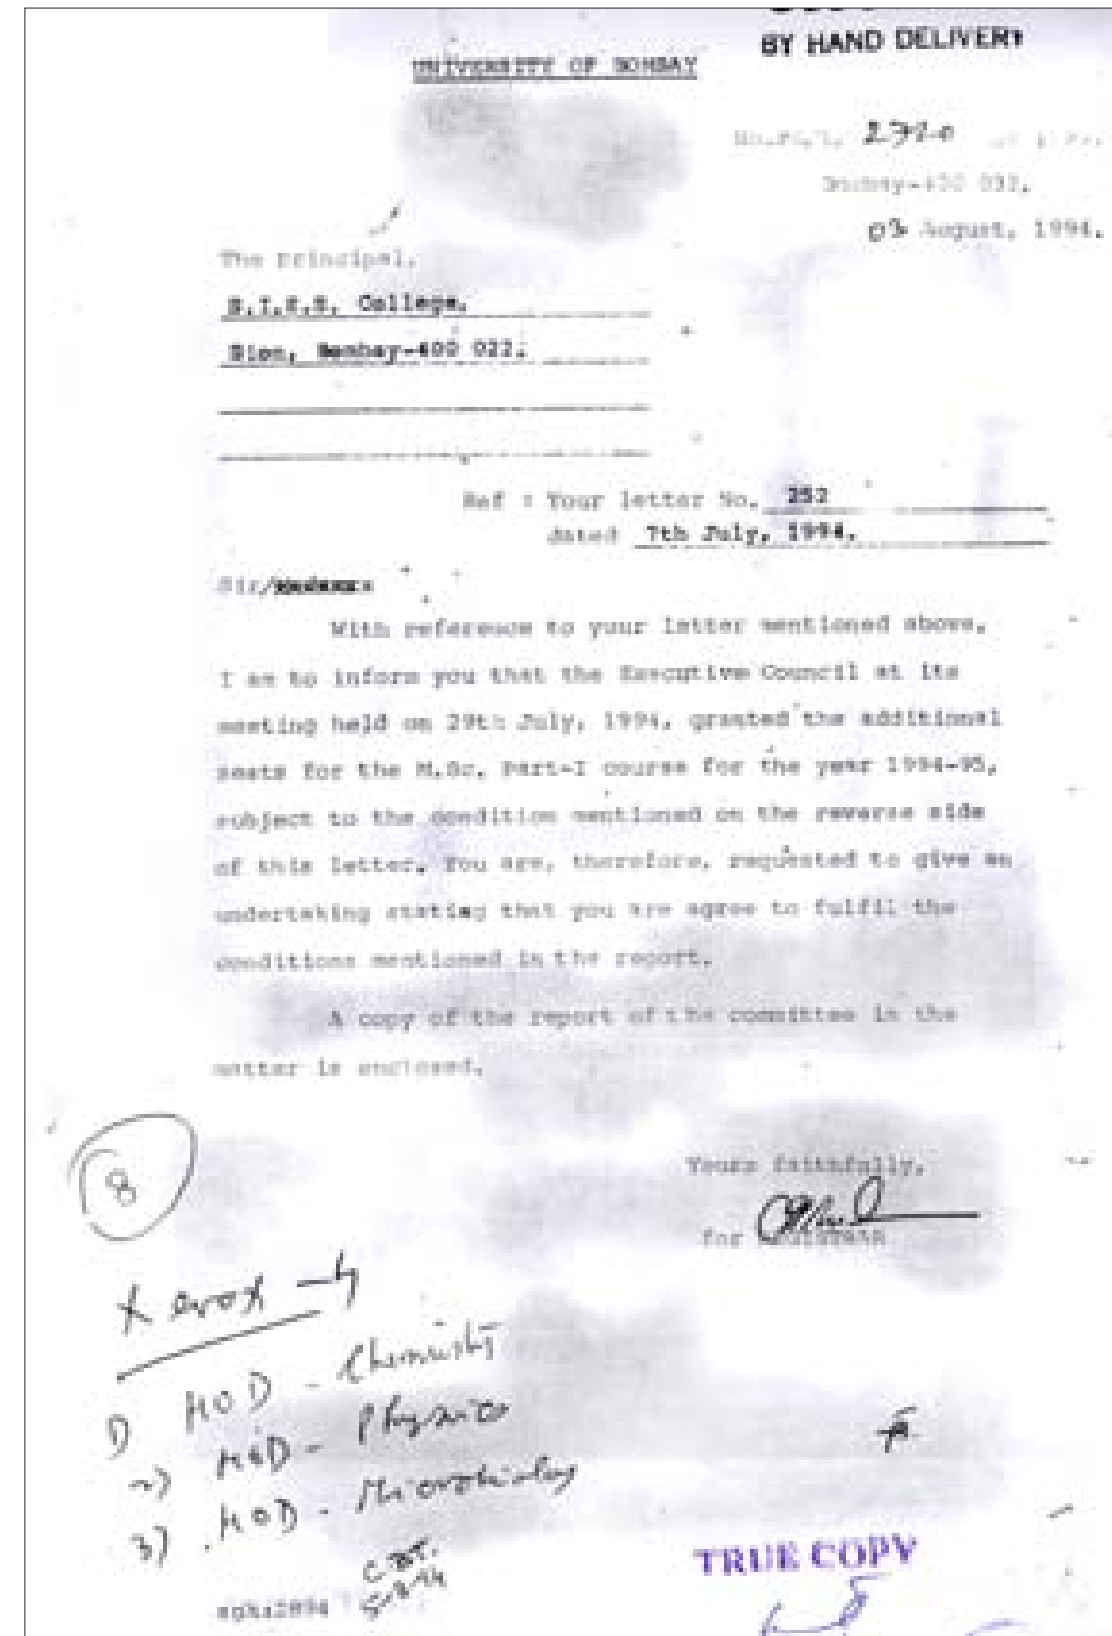 BY HAND DELIVERY
UNIVERSITY OF BOMBAY
2720
Bombay-400 032.
03 August, 1994.
The Principal,
S.I.E.S. College,
Sion, Bombay-400 022.
Ref : Your letter No. 252
dated 7th July, 1994.
Sir/
With reference to your letter mentioned above,
I am to inform you that the Executive Council at its
meeting held on 29th July, 1994, granted the additional
seats for the M.Sc. Part-I course for the year 1994-95,
subject to the condition mentioned on the reverse side
of this letter. You are, therefore, requested to give an
undertaking stating that you are agree to fulfil the
conditions mentioned in the report.
A copy of the report of the committee in the
matter is enclosed.
8
Yours faithfully,
for REGISTRAR
Xerox
1) HOD - Chemistry
2) HOD - Physics
3) HOD - Microbiology
TRUE COPY